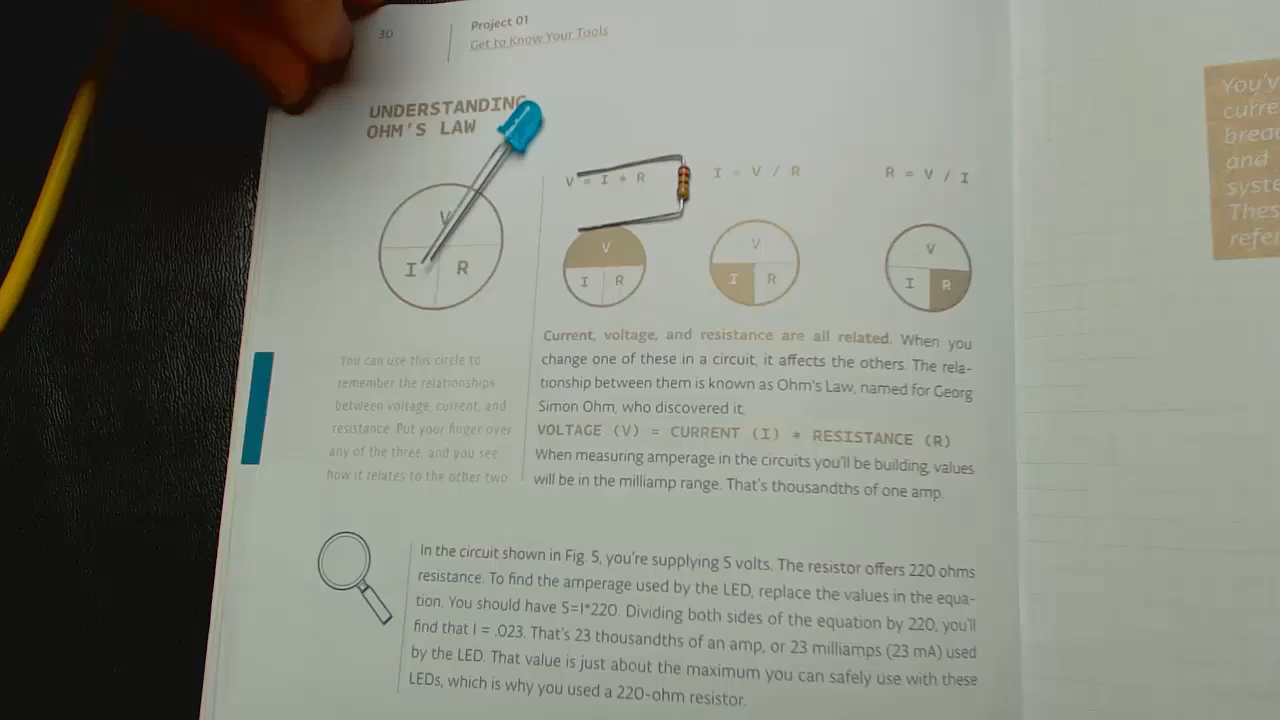 30
Project 01
Get to Know Your Tools
UNDERSTANDING
OHM'S LAW
V
I
R
You can use this circle to
remember the relationships
between voltage, current, and
resistance. Put your finger over
any of the three, and you see
how it relates to the other two
V = I * R
V
I
R
I = V / R
V
I
R
R = V / I
V
I
R
Current, voltage, and resistance are all related. When you
change one of these in a circuit, it affects the others. The rela-
tionship between them is known as Ohm's Law, named for Georg
Simon Ohm, who discovered it.
VOLTAGE (V) = CURRENT (I) * RESISTANCE (R)
When measuring amperage in the circuits you'll be building, values
will be in the milliamp range. That's thousandths of one amp.
In the circuit shown in Fig. 5, you're supplying 5 volts. The resistor offers 220 ohms
resistance. To find the amperage used by the LED, replace the values in the equa-
tion. You should have 5=I*220. Dividing both sides of the equation by 220, you'll
find that I = .023. That's 23 thousandths of an amp, or 23 milliamps (23 mA) used
by the LED. That value is just about the maximum you can safely use with these
LEDs, which is why you used a 220-ohm resistor.
You'v
curre
brea
and
syste
Thes
refer